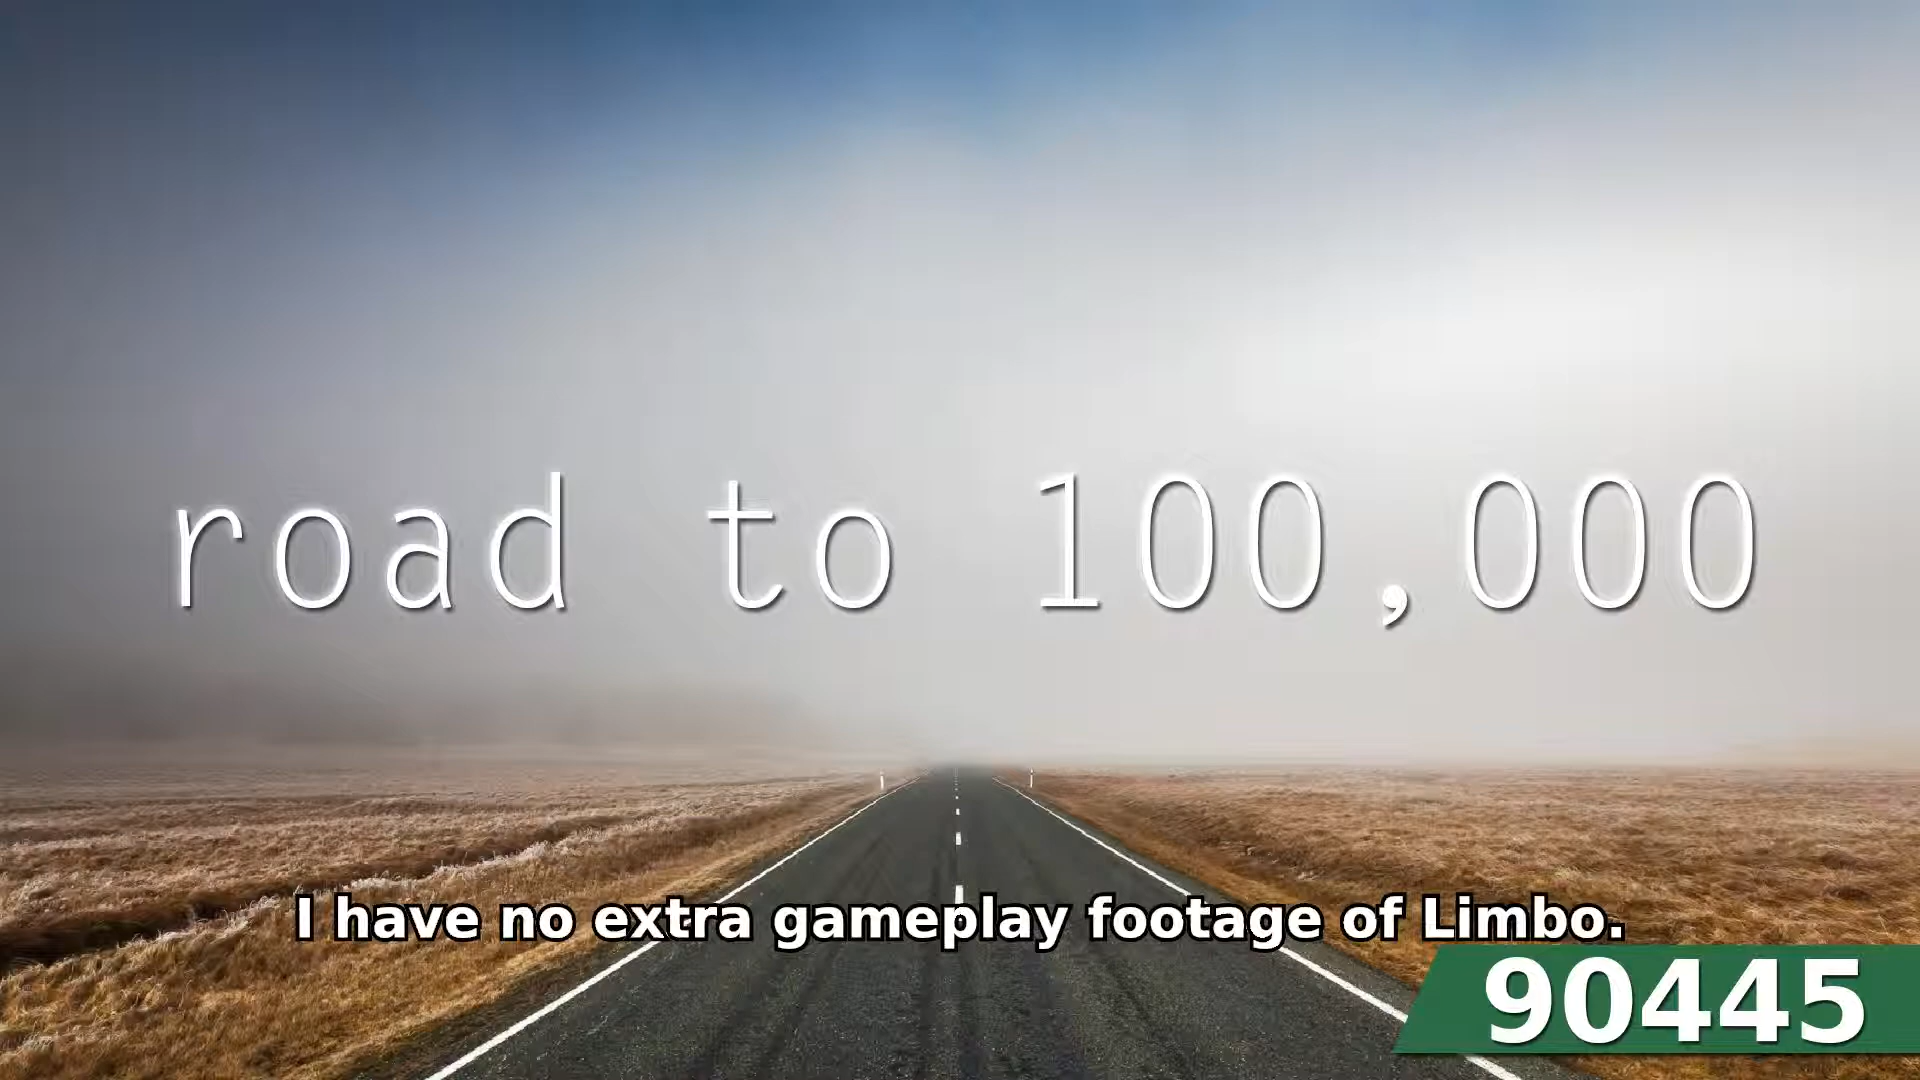 road to 100,000
I have no extra gameplay footage of Limbo.
90445